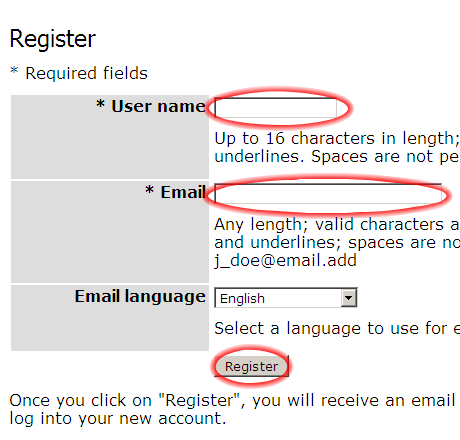 Register
* Required fields
* User name
Up to 16 characters in length;
underlines. Spaces are not pe
* Email
Any length; valid characters a
and underlines; spaces are no
j_doe@email.add
Email language
English
Select a language to use for e
Register
Once you click on "Register", you will receive an email
log into your new account.